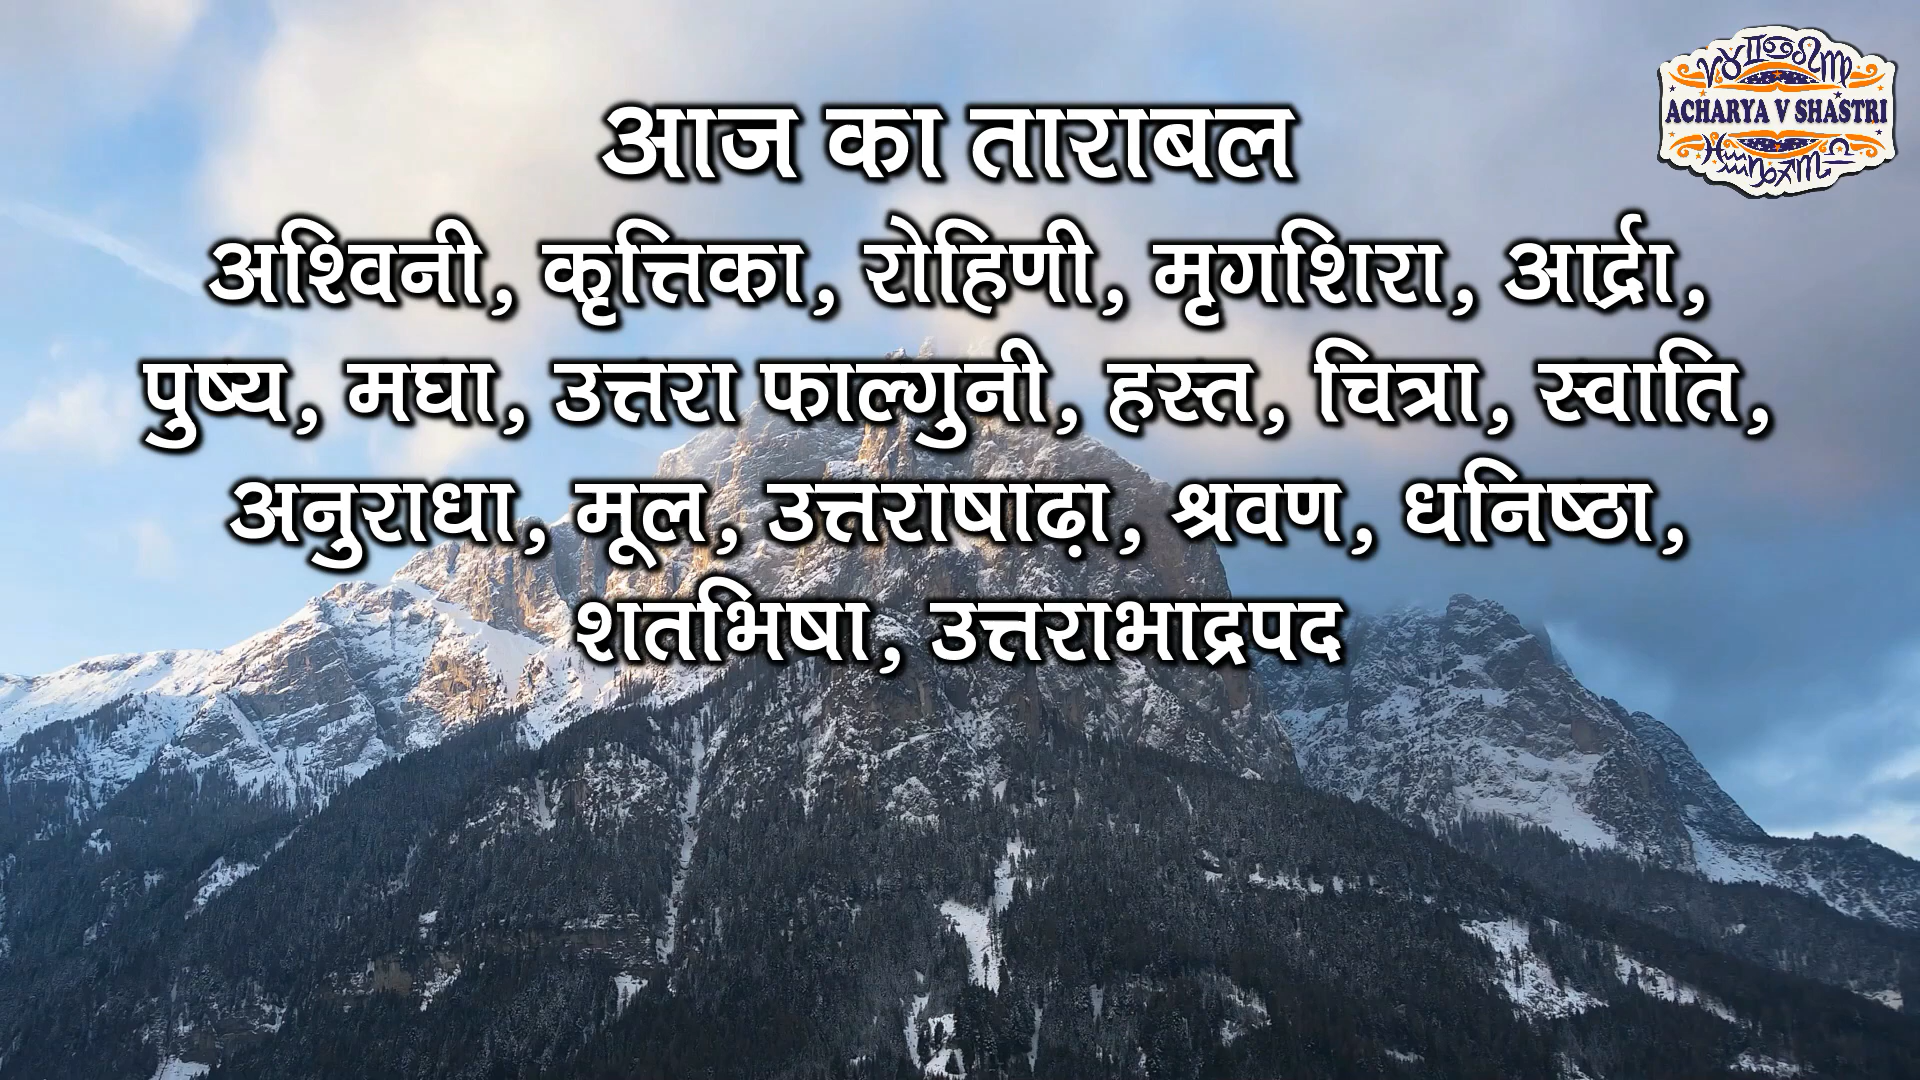 आज का ताराबल
ACHARYA V SHASTRI
अश्विनी, कृत्तिका, रोहिणी, मृगशिरा, आर्द्रा,
पुष्य, मघा, उत्तरा फाल्गुनी, हस्त, चित्रा, स्वाति,
अनुराधा, मूल, उत्तराषाढ़ा, श्रवण, धनिष्ठा,
शतभिषा, उत्तराभाद्रपद